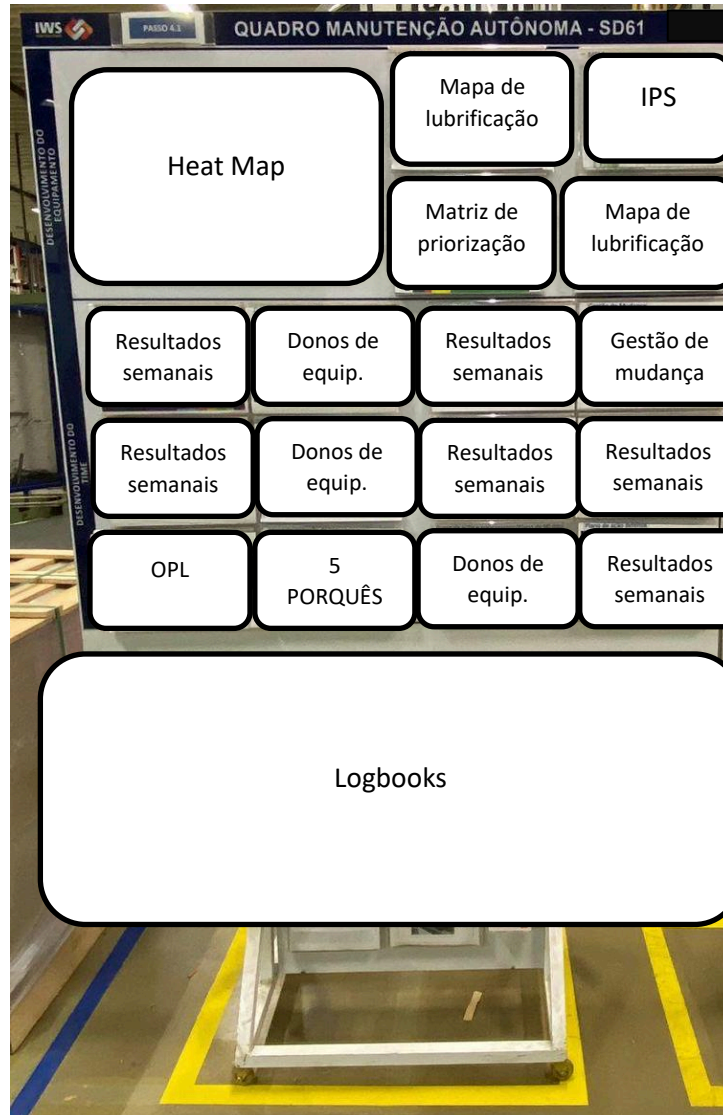 IWS
PASSO 4.1
QUADRO MANUTENÇÃO AUTÔNOMA - SD61
DESENVOLVIMENTO DO
EQUIPAMENTO
Heat Map
Mapa de
lubrificação
IPS
Matriz de
priorização
Mapa de
lubrificação
DESENVOLVIMENTO DO
TIME
Resultados
semanais
Donos de
equip.
Resultados
semanais
Gestão de
mudança
Resultados
semanais
Donos de
equip.
Resultados
semanais
Resultados
semanais
OPL
5
PORQUÊS
Donos de
equip.
Resultados
semanais
Logbooks